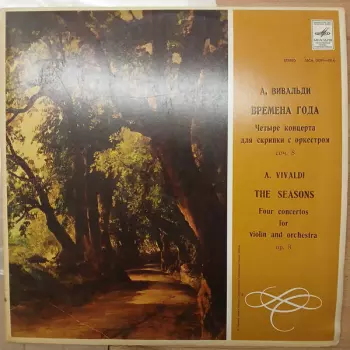 А. ВИВАЛЬДИ
ВРЕМЕНА ГОДА
Четыре концерта
для скрипки с оркестром
соч. 8
A. VIVALDI
THE SEASONS
Four concertos
for
violin and orchestra
op. 8